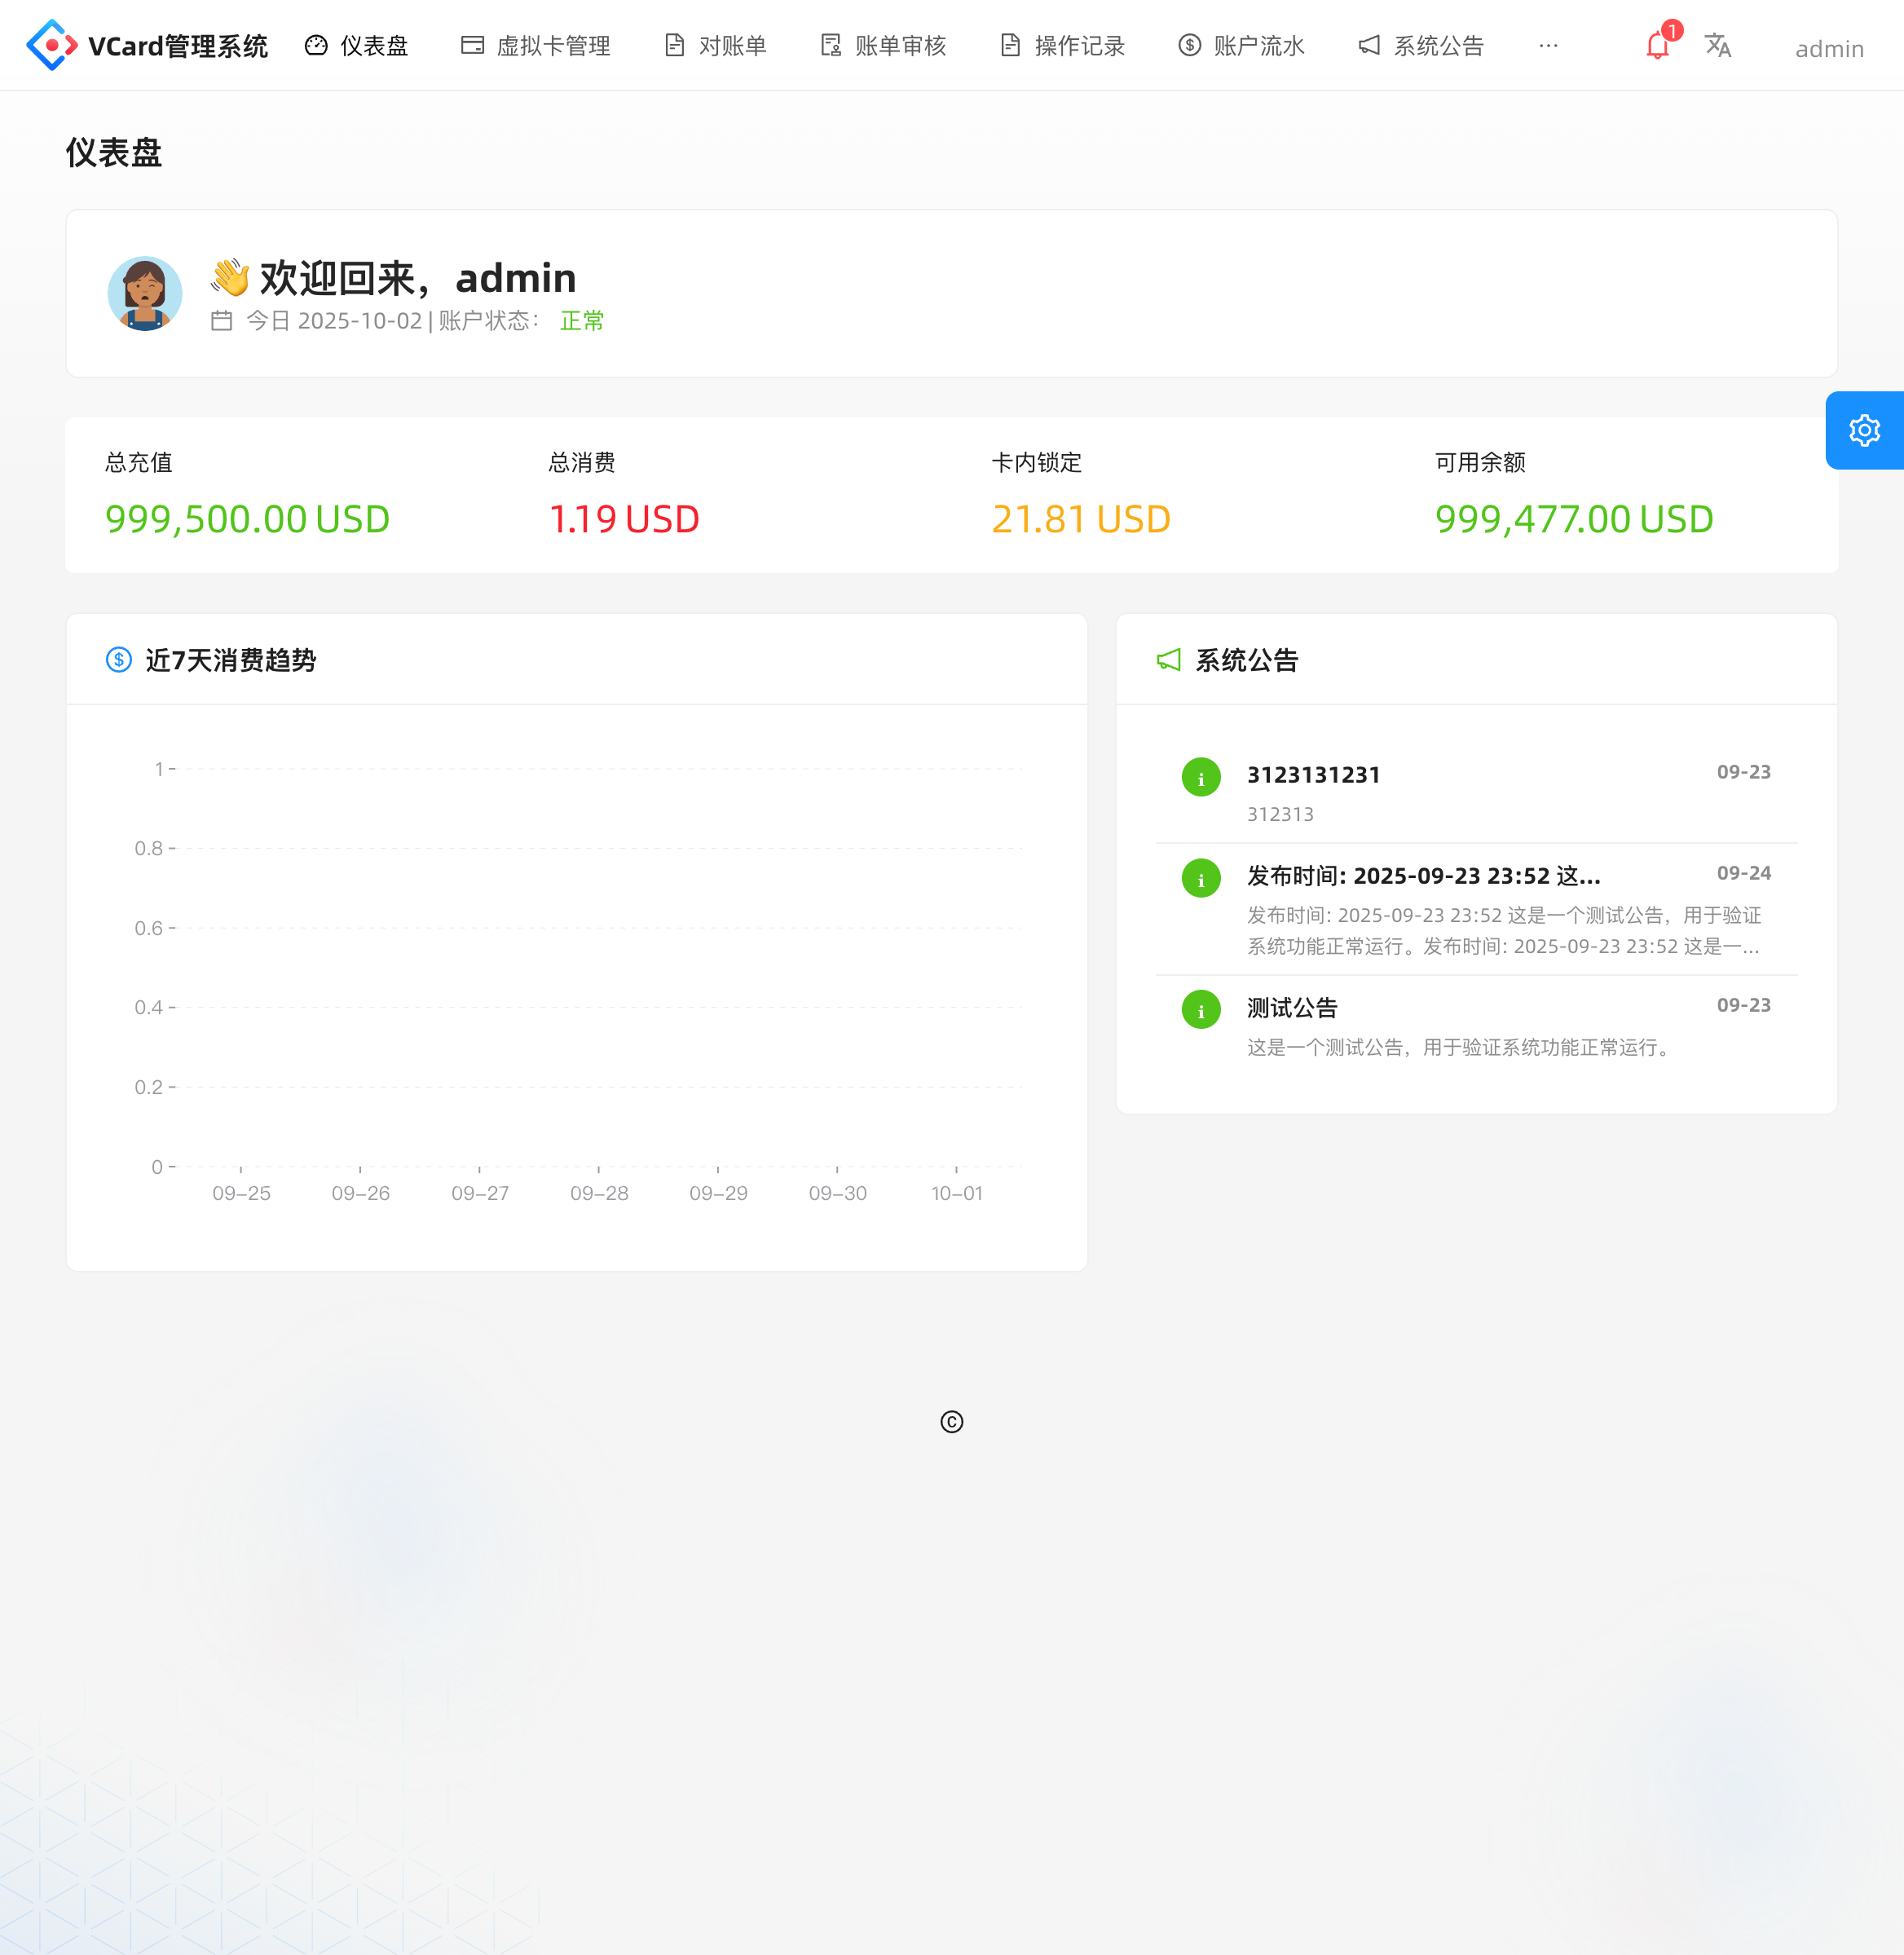 VCard管理系统 仪表盘 虚拟卡管理 对账单 账单审核 操作记录 账户流水 系统公告 ··· 1 admin
仪表盘
👋 欢迎回来，admin
今日 2025-10-02 | 账户状态： 正常
总充值 总消费 卡内锁定 可用余额
999,500.00 USD 1.19 USD 21.81 USD 999,477.00 USD
近7天消费趋势
1
0.8
0.6
0.4
0.2
0
09-25 09-26 09-27 09-28 09-29 09-30 10-01
系统公告
3123131231 09-23
312313
发布时间: 2025-09-23 23:52 这... 09-24
发布时间: 2025-09-23 23:52 这是一个测试公告，用于验证
系统功能正常运行。发布时间: 2025-09-23 23:52 这是一...
测试公告 09-23
这是一个测试公告，用于验证系统功能正常运行。
©